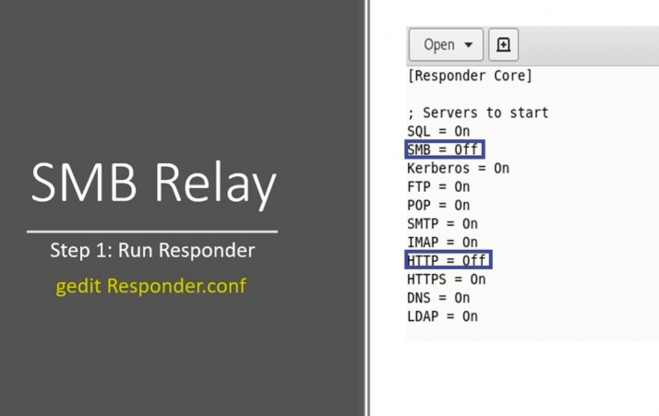 SMB Relay
Step 1: Run Responder
gedit Responder.conf
Open
[Responder Core]
; Servers to start
SQL = On
SMB = Off
Kerberos = On
FTP = On
POP = On
SMTP = On
IMAP = On
HTTP = Off
HTTPS = On
DNS = On
LDAP = On